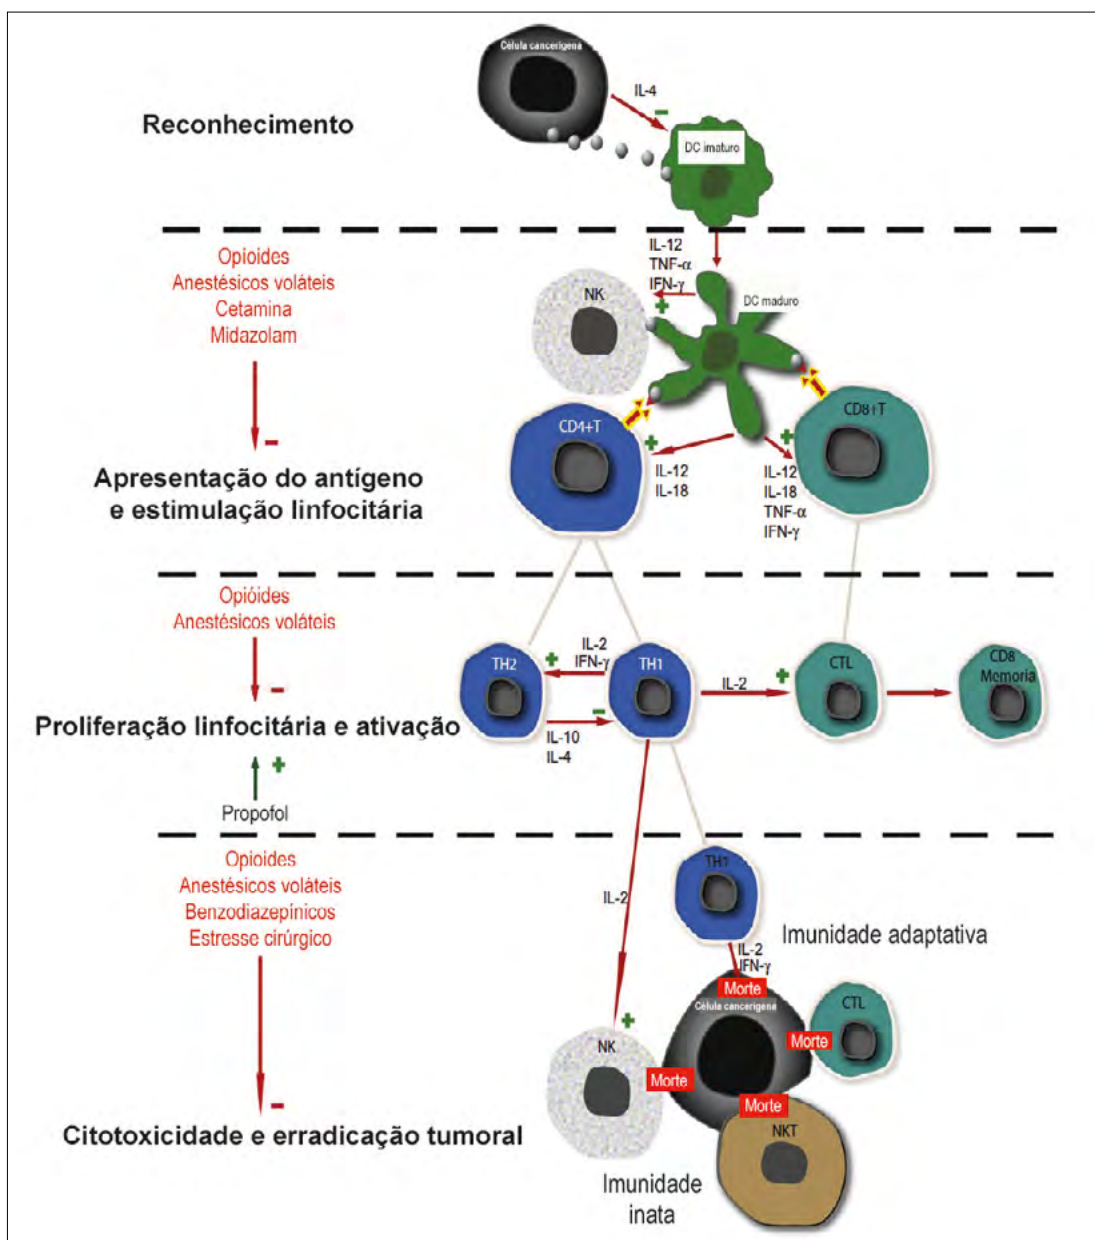 Célula cancerígena
IL-4
Reconhecimento
DC imaturo
Opioides
Anestésicos voláteis
Cetamina
Midazolam
IL-12
TNF-α
IFN-γ
NK
DC maduro
CD4+T
CD8+T
IL-12
IL-18
IL-12
IL-18
TNF-α
IFN-γ
Apresentação do antígeno
e estimulação linfocitária
Opióides
Anestésicos voláteis
TH2
IL-2
IFN-γ
TH1
IL-2
CTL
CD8
Memoria
IL-10
IL-4
Proliferação linfocitária e ativação
Propofol
Opioides
Anestésicos voláteis
Benzodiazepínicos
Estresse cirúrgico
IL-2
TH1
Imunidade adaptativa
IL-2
IFN-γ
Morte
Célula cancerígena
CTL
Morte
NK
Morte
Morte
NKT
Citotoxicidade e erradicação tumoral
Imunidade
inata